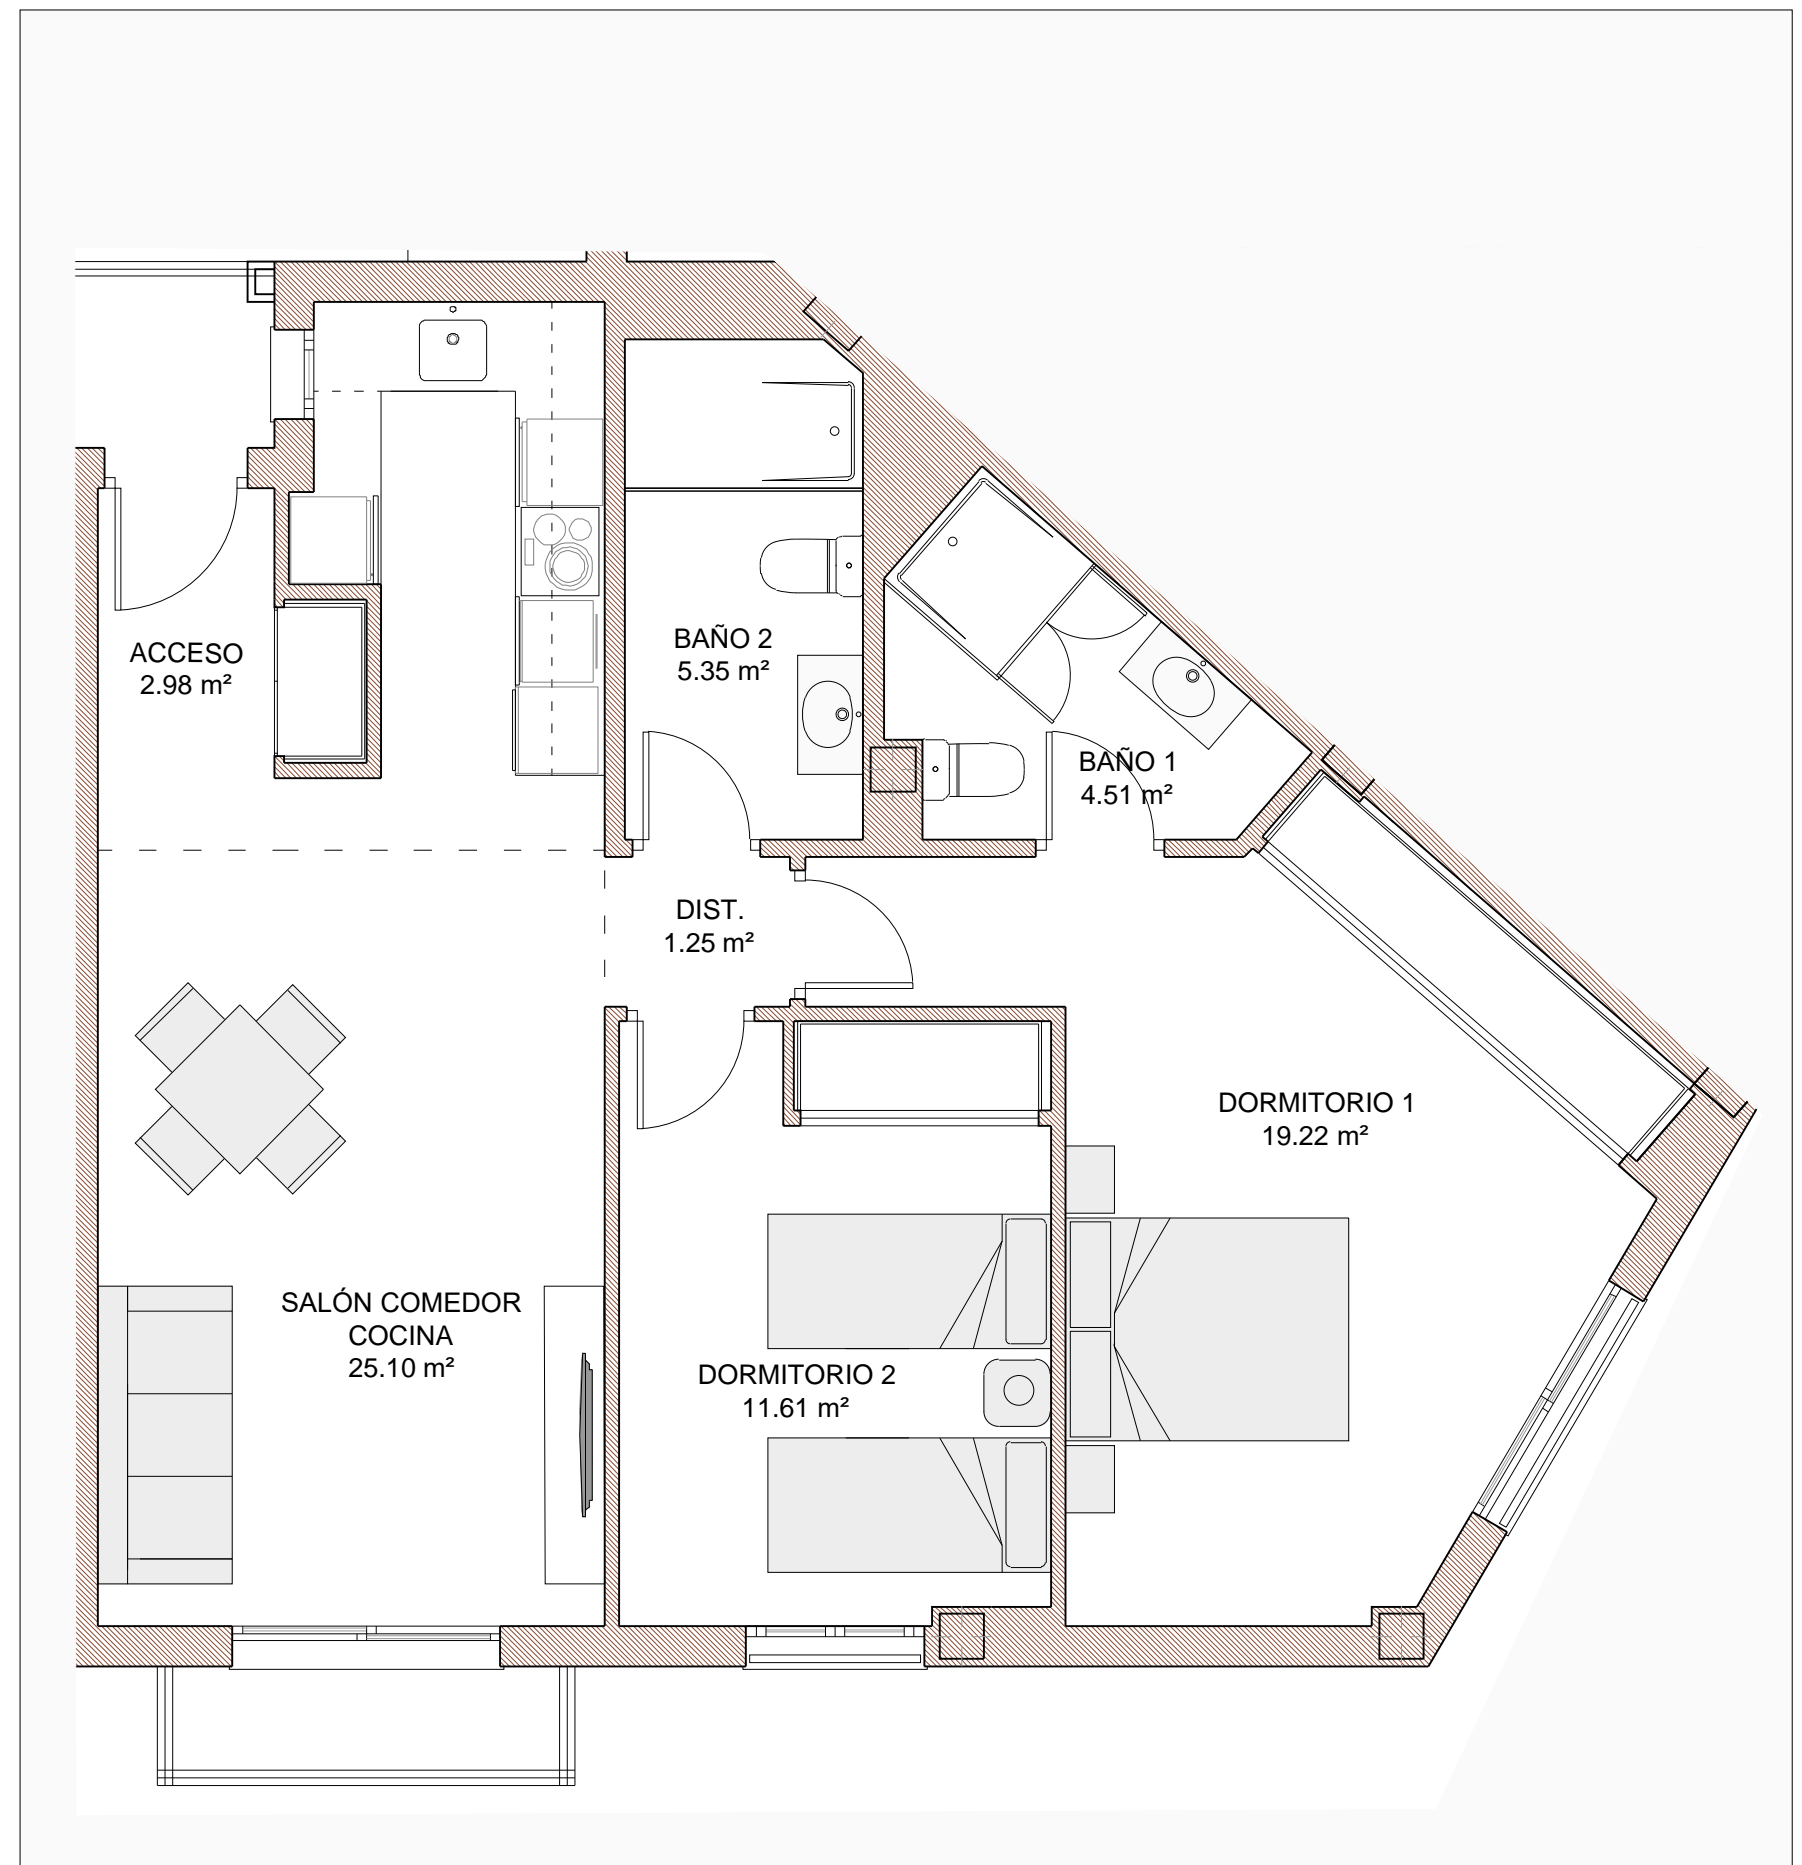 ACCESO
2.98 m²
BAÑO 2
5.35 m²
BAÑO 1
4.51 m²
DIST.
1.25 m²
DORMITORIO 1
19.22 m²
SALÓN COMEDOR
COCINA
25.10 m²
DORMITORIO 2
11.61 m²